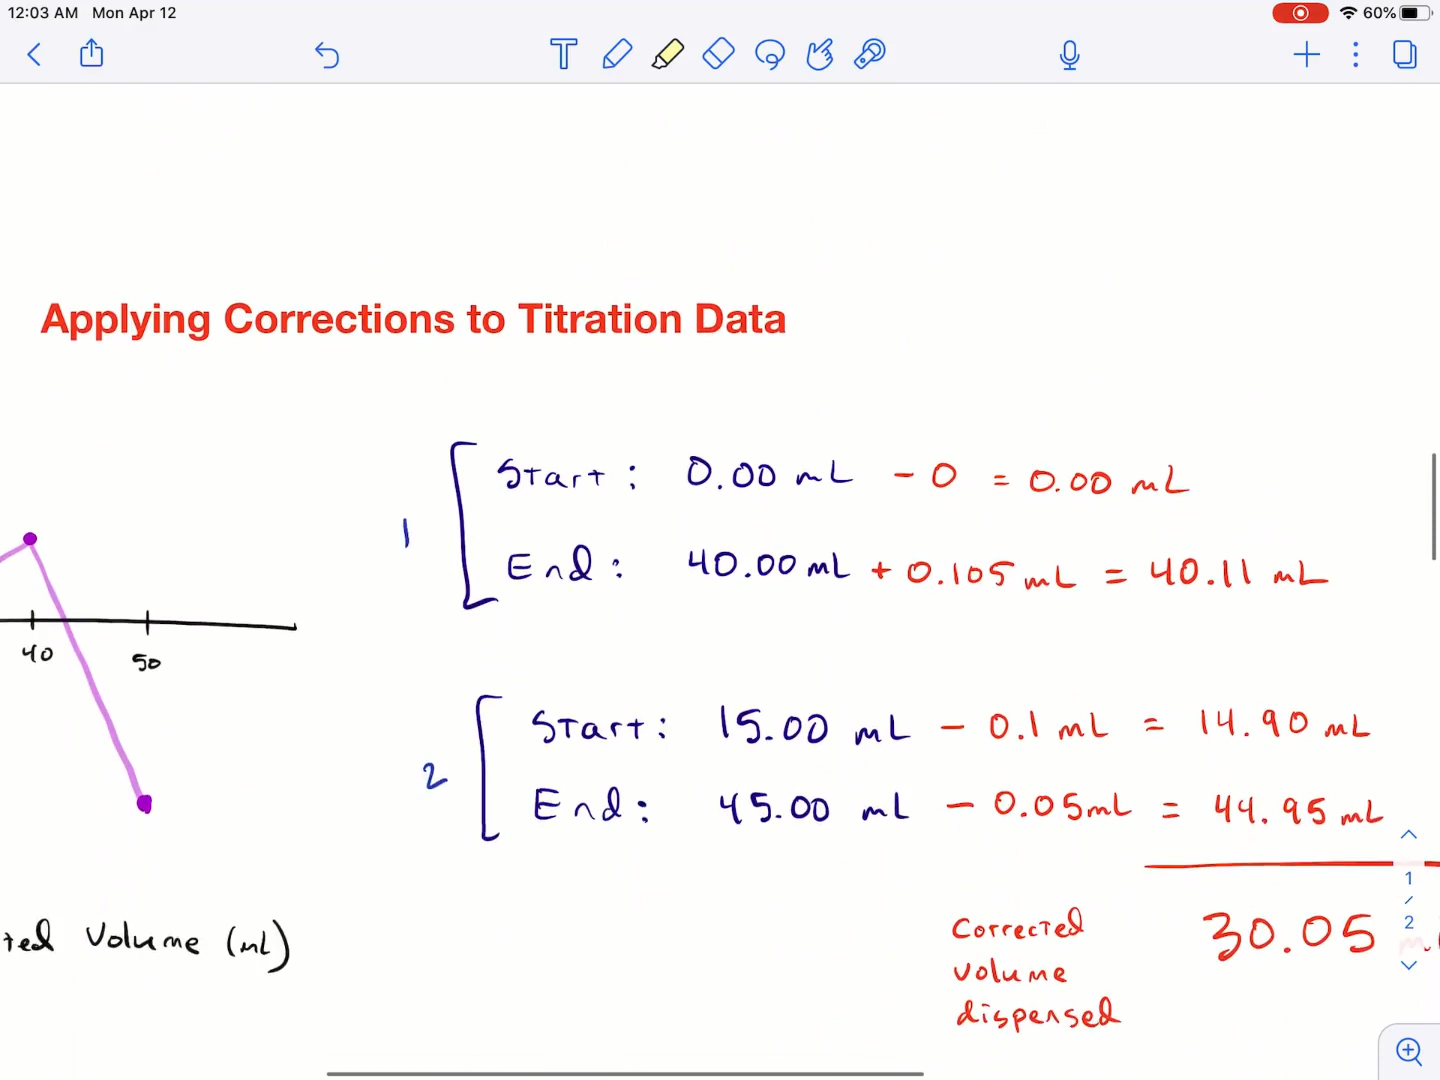 12:03 AM Mon Apr 12
60%
Applying Corrections to Titration Data
1
Start: 0.00 mL - 0 = 0.00 mL
End: 40.00 mL + 0.105 mL = 40.11 mL
40
50
2
Start: 15.00 mL - 0.1 mL = 14.90 mL
End: 45.00 mL - 0.05 mL = 44.95 mL
1
/
2
ted Volume (mL)
Corrected
volume
dispensed
30.05